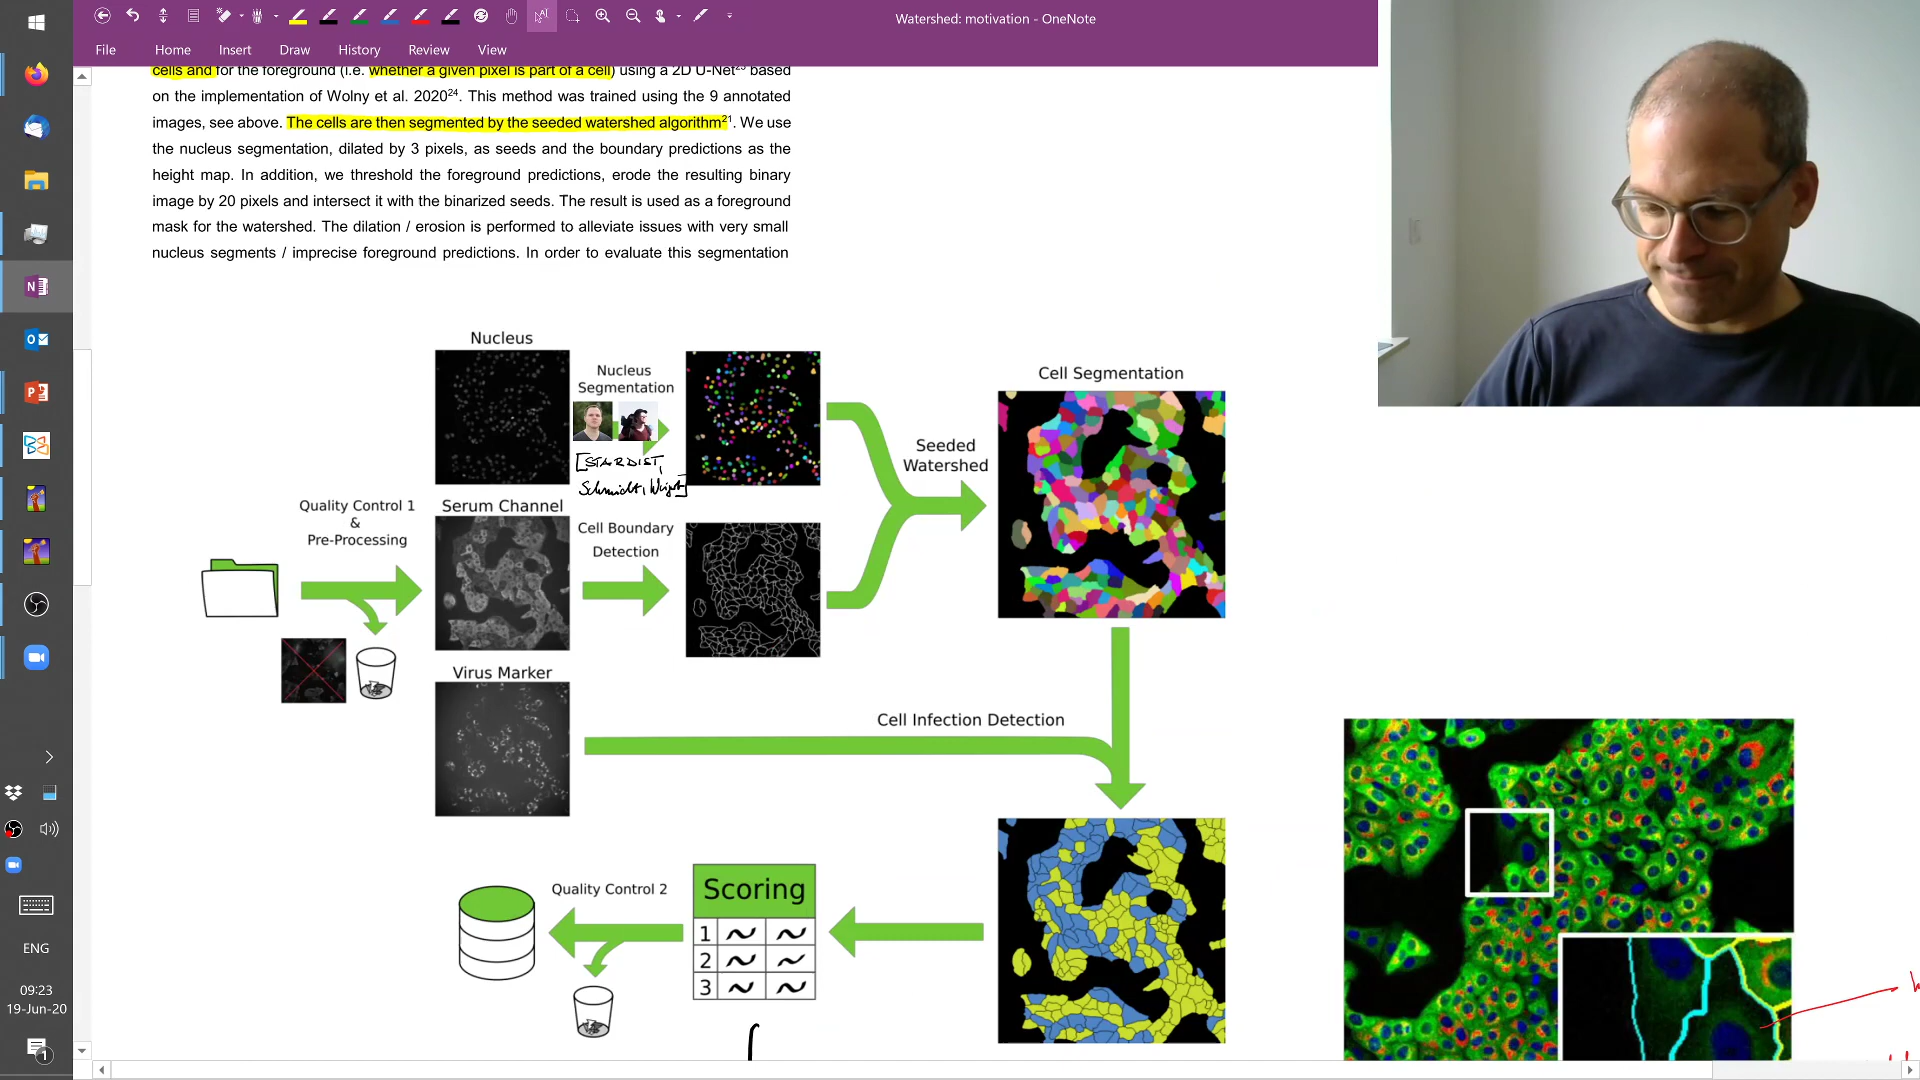 Watershed: motivation - OneNote
File Home Insert Draw History Review View
cells and for the foreground (i.e. whether a given pixel is part of a cell) using a 2D U-Net²³ based
on the implementation of Wolny et al. 2020²⁴. This method was trained using the 9 annotated
images, see above. The cells are then segmented by the seeded watershed algorithm²¹. We use
the nucleus segmentation, dilated by 3 pixels, as seeds and the boundary predictions as the
height map. In addition, we threshold the foreground predictions, erode the resulting binary
image by 20 pixels and intersect it with the binarized seeds. The result is used as a foreground
mask for the watershed. The dilation / erosion is performed to alleviate issues with very small
nucleus segments / imprecise foreground predictions. In order to evaluate this segmentation
Nucleus
Nucleus
Segmentation
[STARDIST,
Schmidt, Weigert]
Cell Segmentation
Seeded
Watershed
Quality Control 1
&
Pre-Processing
Serum Channel
Cell Boundary
Detection
Virus Marker
Cell Infection Detection
Quality Control 2
Scoring
1
2
3
ENG
09:23
19-Jun-20
1